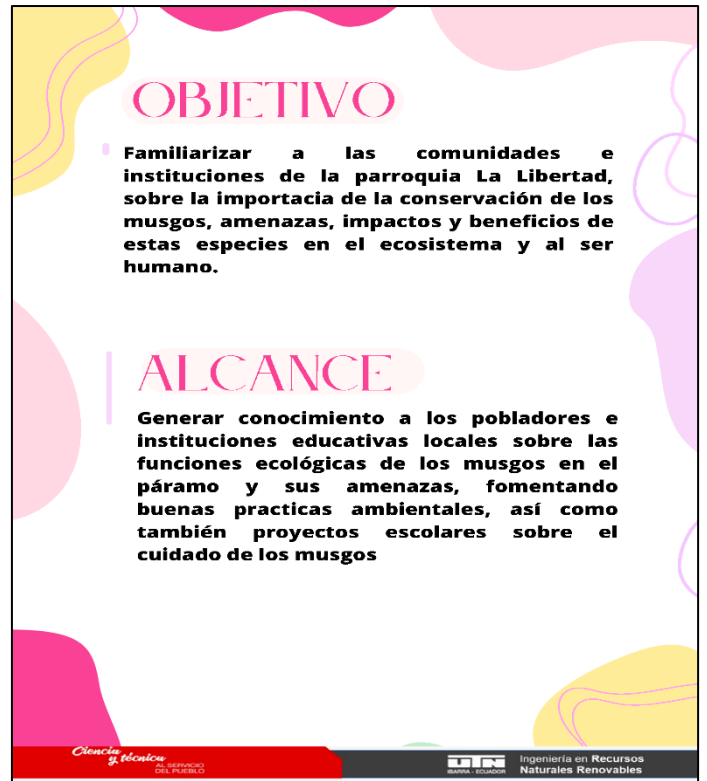 OBJETIVO
Familiarizar a las comunidades e
instituciones de la parroquia La Libertad,
sobre la importacia de la conservación de los
musgos, amenazas, impactos y beneficios de
estas especies en el ecosistema y al ser
humano.
ALCANCE
Generar conocimiento a los pobladores e
instituciones educativas locales sobre las
funciones ecológicas de los musgos en el
páramo y sus amenazas, fomentando
buenas practicas ambientales, así como
también proyectos escolares sobre el
cuidado de los musgos
Ciencia
y técnica
AL SERVICIO
DEL PUEBLO
UTN
IBARRA - ECUADOR
Ingeniería en Recursos
Naturales Renovables